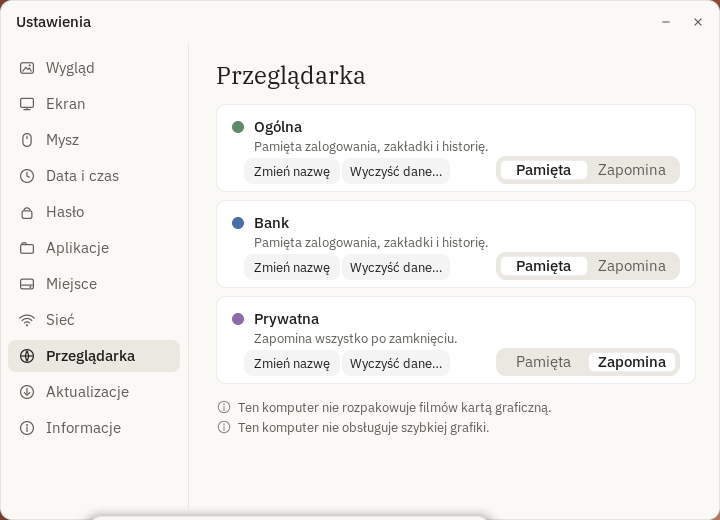 Ustawienia
Wygląd
Ekran
Mysz
Data i czas
Hasło
Aplikacje
Miejsce
Sieć
Przeglądarka
Aktualizacje
Informacje
Przeglądarka
Ogólna
Pamięta zalogowania, zakładki i historię.
Zmień nazwę Wyczyść dane... Pamięta Zapomina
Bank
Pamięta zalogowania, zakładki i historię.
Zmień nazwę Wyczyść dane... Pamięta Zapomina
Prywatna
Zapomina wszystko po zamknięciu.
Zmień nazwę Wyczyść dane... Pamięta Zapomina
Ten komputer nie rozpakowuje filmów kartą graficzną.
Ten komputer nie obsługuje szybkiej grafiki.